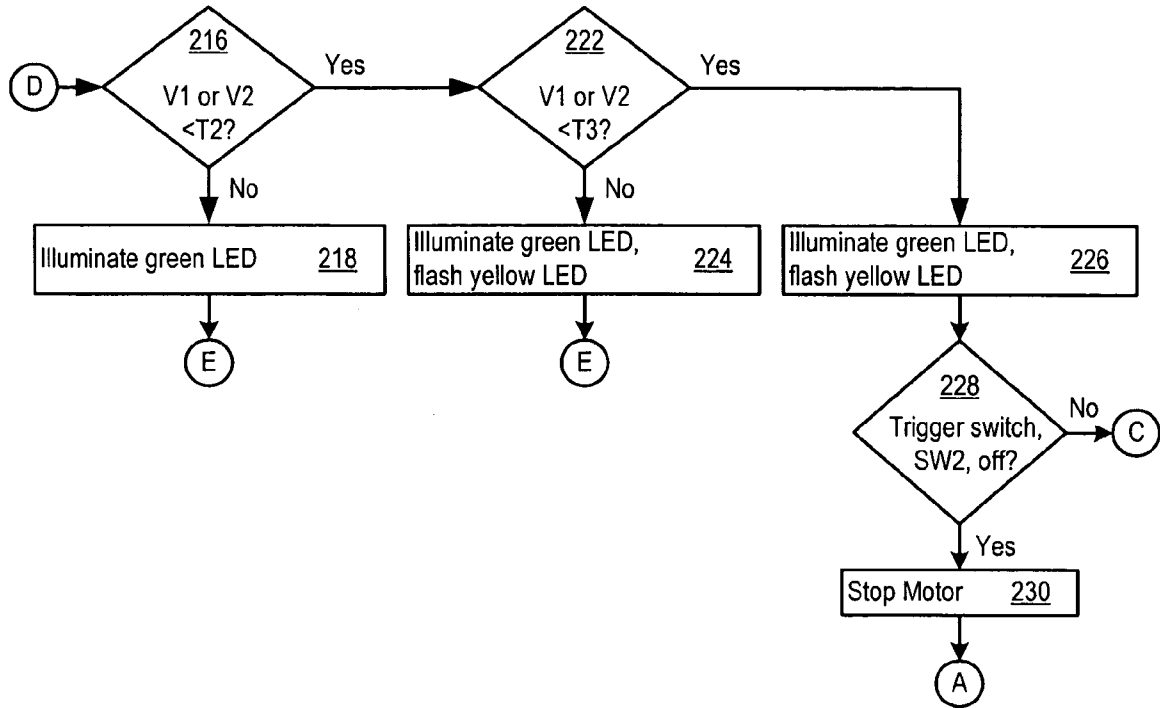 D
216
V1 or V2
<T2?
Yes
222
V1 or V2
<T3?
Yes
No
No
Illuminate green LED 218
Illuminate green LED,
flash yellow LED 224
Illuminate green LED,
flash yellow LED 226
E
E
228
Trigger switch,
SW2, off?
No
C
Yes
Stop Motor 230
A